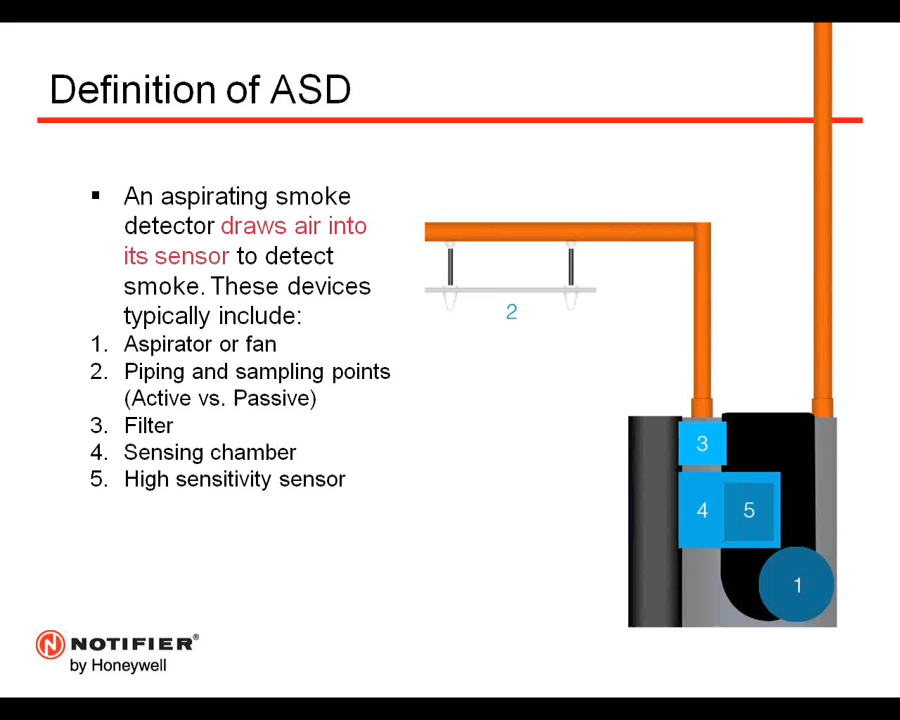 Definition of ASD
▪ An aspirating smoke
detector draws air into
its sensor to detect
smoke. These devices
typically include:
1. Aspirator or fan
2. Piping and sampling points
(Active vs. Passive)
3. Filter
4. Sensing chamber
5. High sensitivity sensor
2
3
4
5
1
NOTIFIER®
by Honeywell